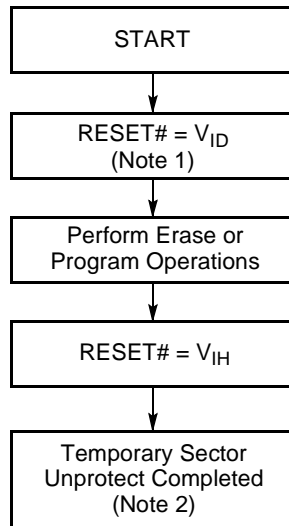 START
RESET# = VID
(Note 1)
Perform Erase or
Program Operations
RESET# = VIH
Temporary Sector
Unprotect Completed
(Note 2)